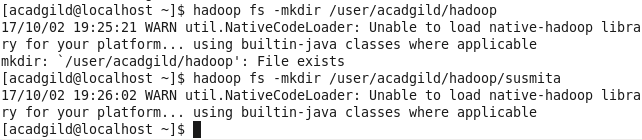 [acadgild@localhost ~]$ hadoop fs -mkdir /user/acadgild/hadoop
17/10/02 19:25:21 WARN util.NativeCodeLoader: Unable to load native-hadoop libra
ry for your platform... using builtin-java classes where applicable
mkdir: `/user/acadgild/hadoop': File exists
[acadgild@localhost ~]$ hadoop fs -mkdir /user/acadgild/hadoop/susmita
17/10/02 19:26:02 WARN util.NativeCodeLoader: Unable to load native-hadoop libra
ry for your platform... using builtin-java classes where applicable
[acadgild@localhost ~]$